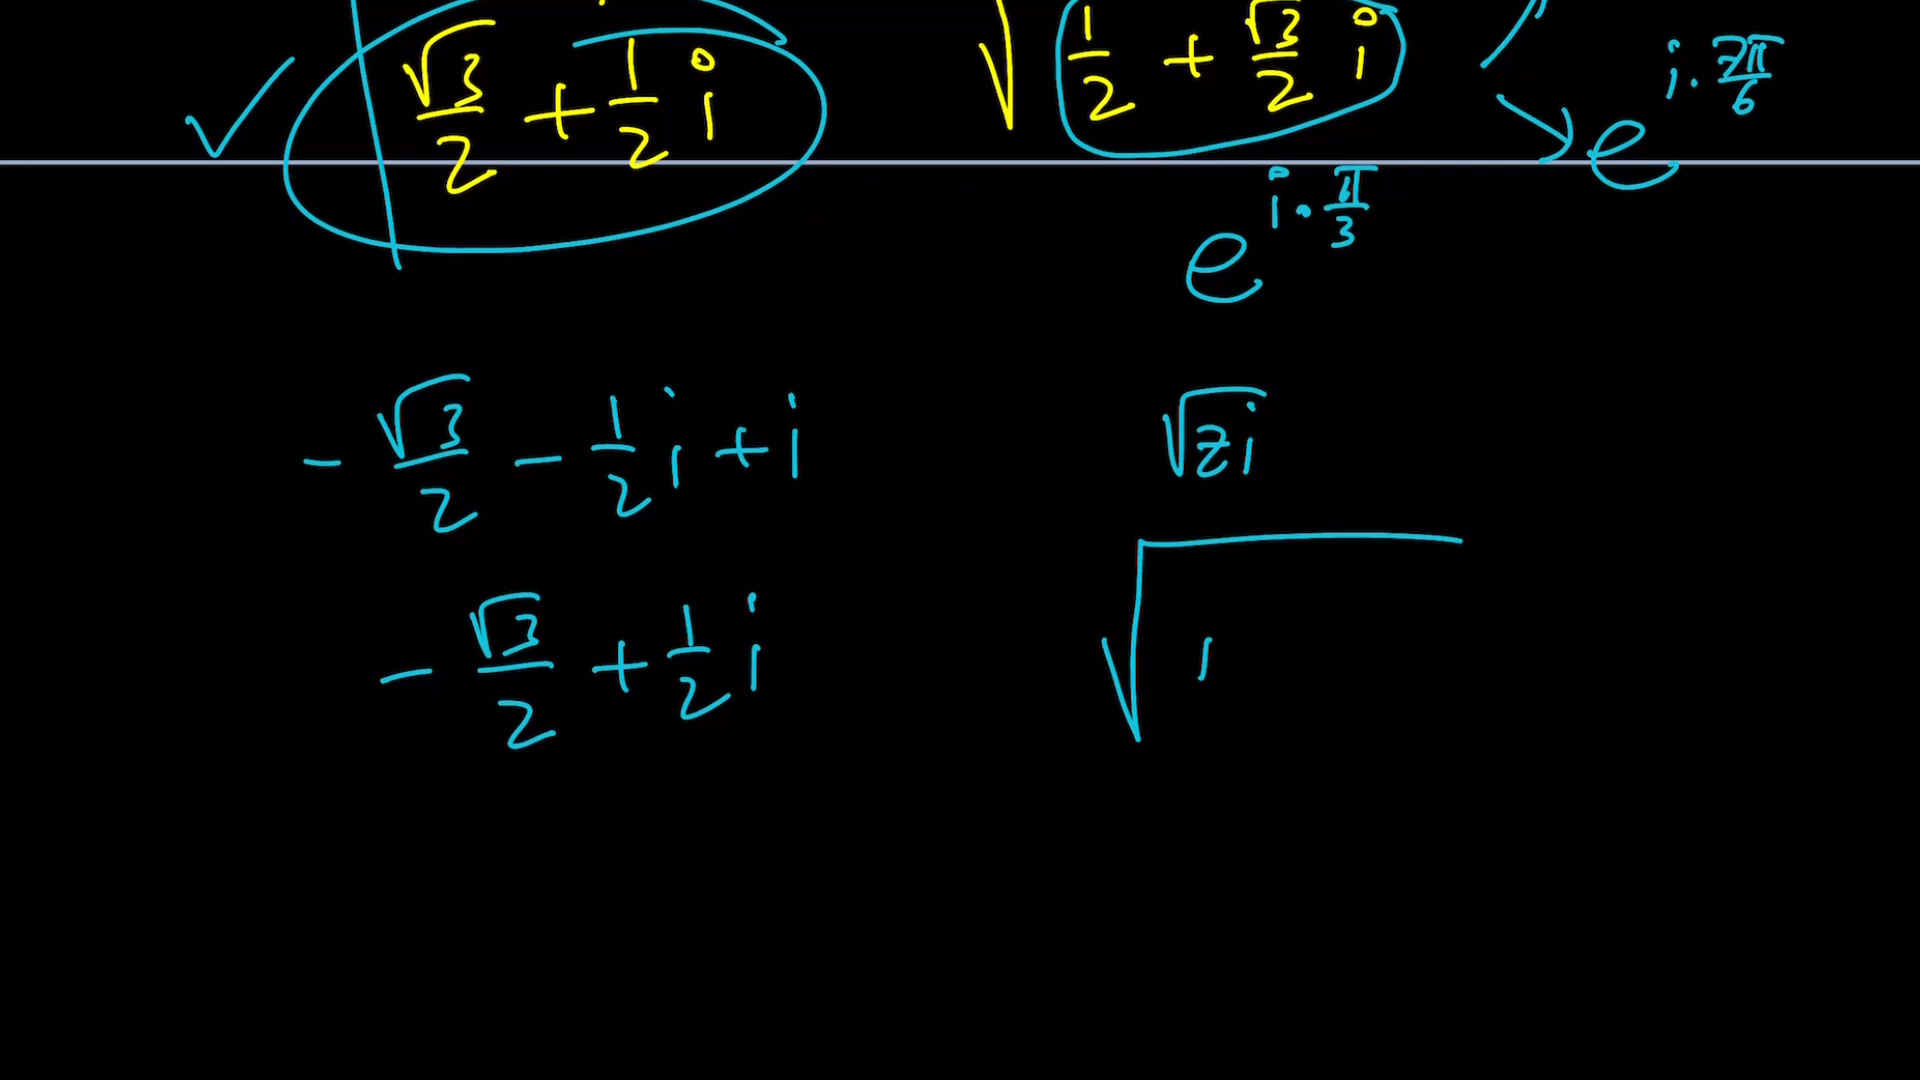 √3/2 + 1/2 i
√(1/2 + √3/2 i)
e^(i·7π/6)
e^(i·π/3)
-√3/2 - 1/2 i + i
√(zi)
-√3/2 + 1/2 i